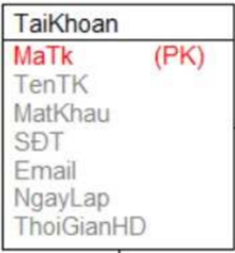 TaiKhoan
MaTk (PK)
TenTK
MatKhau
SĐT
Email
NgayLap
ThoiGianHD